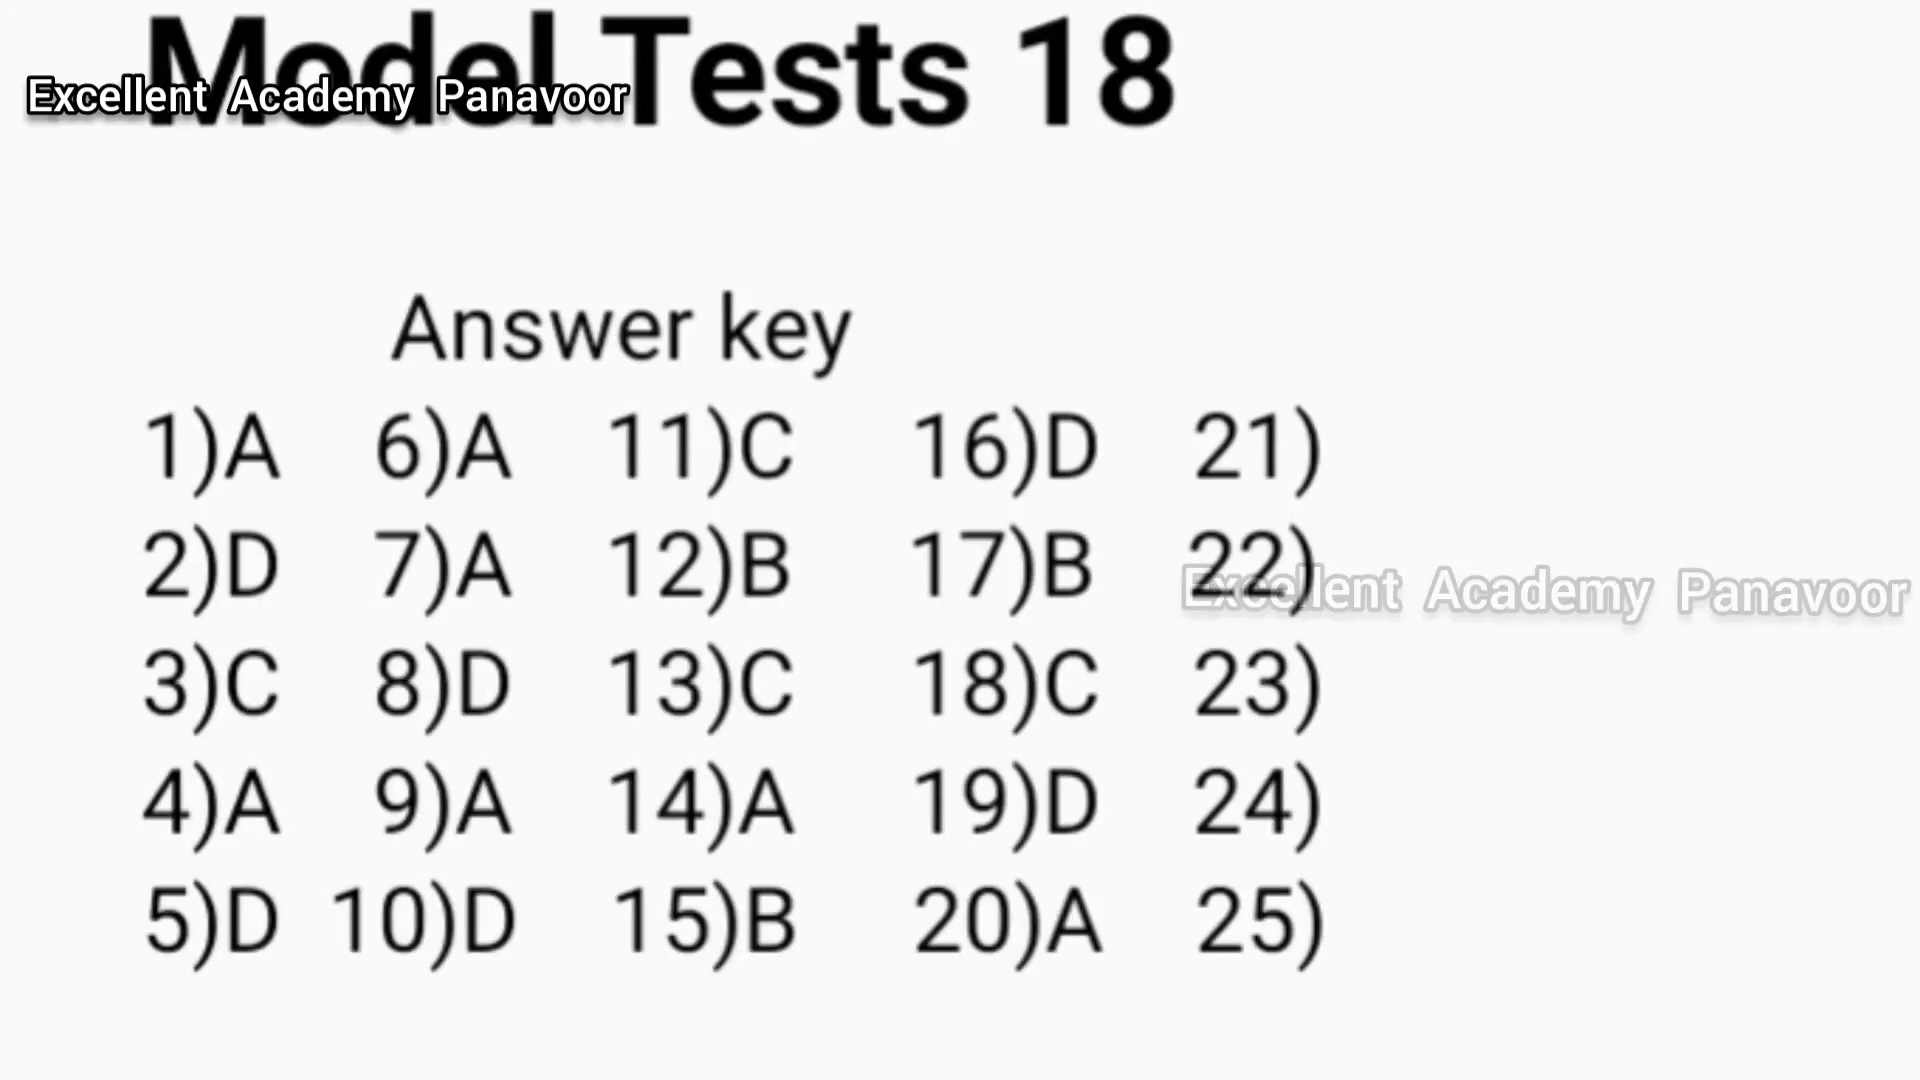 Model Tests 18
Excellent Academy Panavoor
Answer key
1)A 6)A 11)C 16)D 21)
2)D 7)A 12)B 17)B 22)
Excellent Academy Panavoor
3)C 8)D 13)C 18)C 23)
4)A 9)A 14)A 19)D 24)
5)D 10)D 15)B 20)A 25)